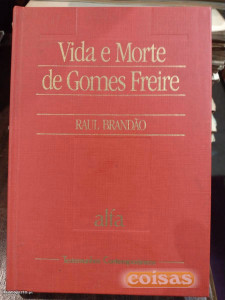 Vida e Morte
de Gomes Freire
RAUL BRANDÃO
alfa
coisas